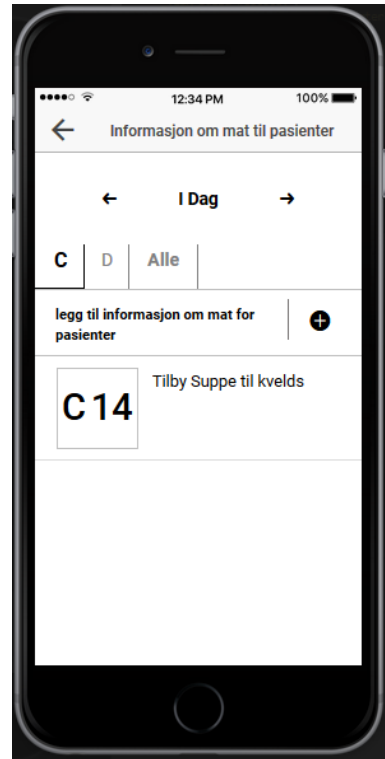 12:34 PM 100%
Informasjon om mat til pasienter
I Dag
C D Alle
legg til informasjon om mat for
pasienter
C 14
Tilby Suppe til kvelds